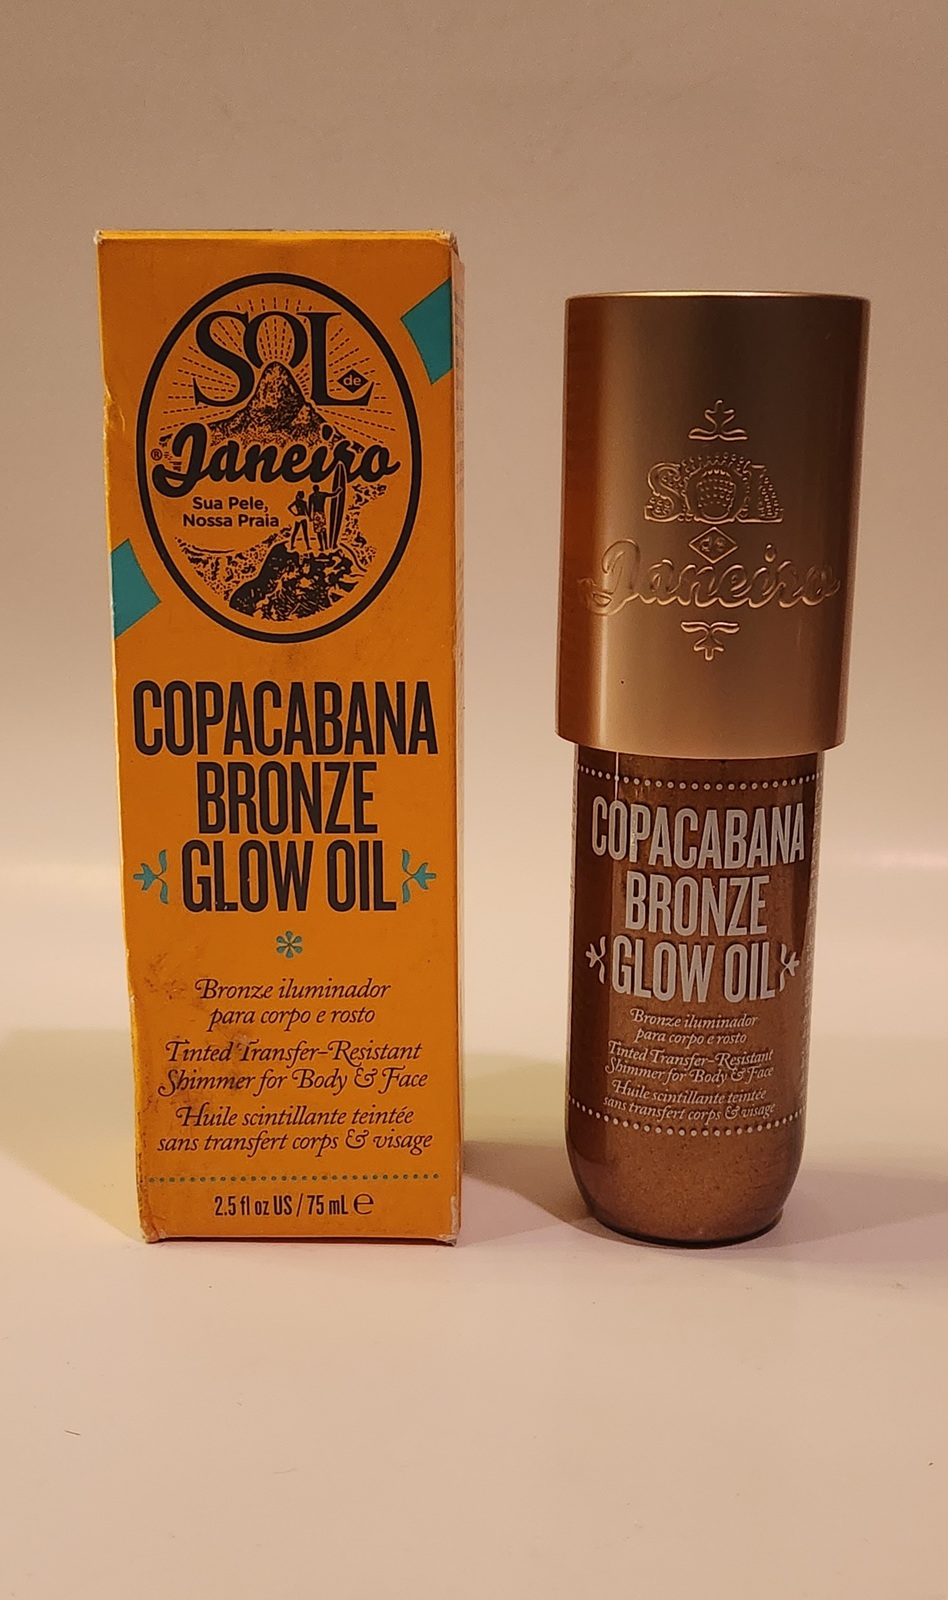 SOL
de
Janeiro®
Sua Pele,
Nossa Praia
COPACABANA
BRONZE
GLOW OIL
Bronze iluminador
para corpo e rosto
Tinted Transfer-Resistant
Shimmer for Body & Face
Huile scintillante teintée
sans transfert corps & visage
2.5 fl oz US / 75 mL ℮
SOL
de
Janeiro
COPACABANA
BRONZE
GLOW OIL
Bronze iluminador
para corpo e rosto
Tinted Transfer-Resistant
Shimmer for Body & Face
Huile scintillante teintée
sans transfert corps & visage